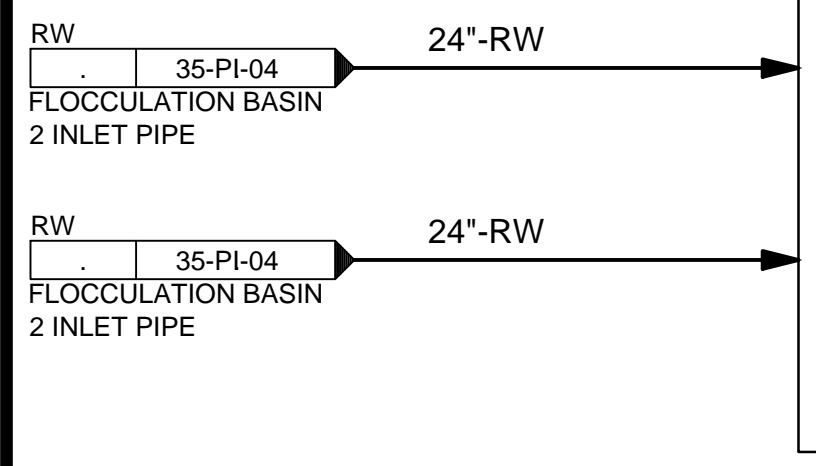 RW
24"-RW
. 35-PI-04
FLOCCULATION BASIN
2 INLET PIPE
RW
24"-RW
. 35-PI-04
FLOCCULATION BASIN
2 INLET PIPE